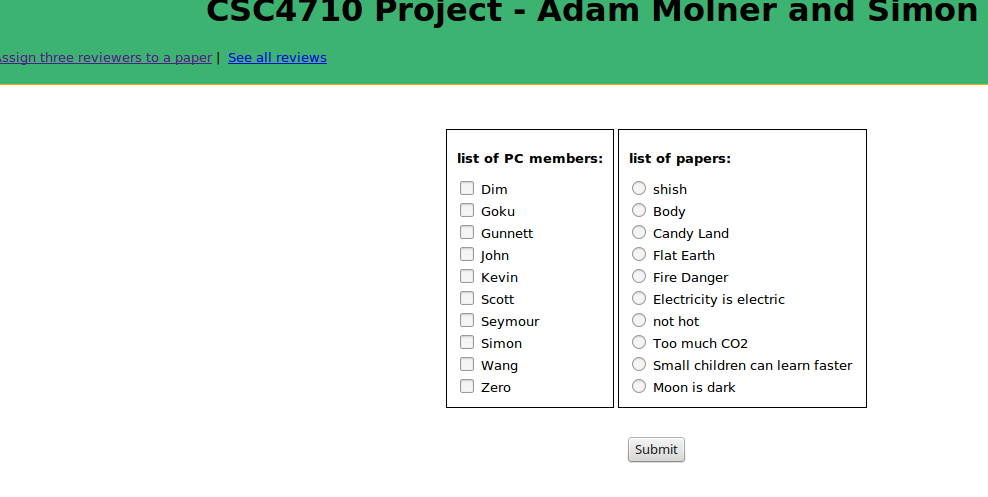 CSC4710 Project - Adam Molner and Simon
Assign three reviewers to a paper | See all reviews
list of PC members:
Dim
Goku
Gunnett
John
Kevin
Scott
Seymour
Simon
Wang
Zero
list of papers:
shish
Body
Candy Land
Flat Earth
Fire Danger
Electricity is electric
not hot
Too much CO2
Small children can learn faster
Moon is dark
Submit